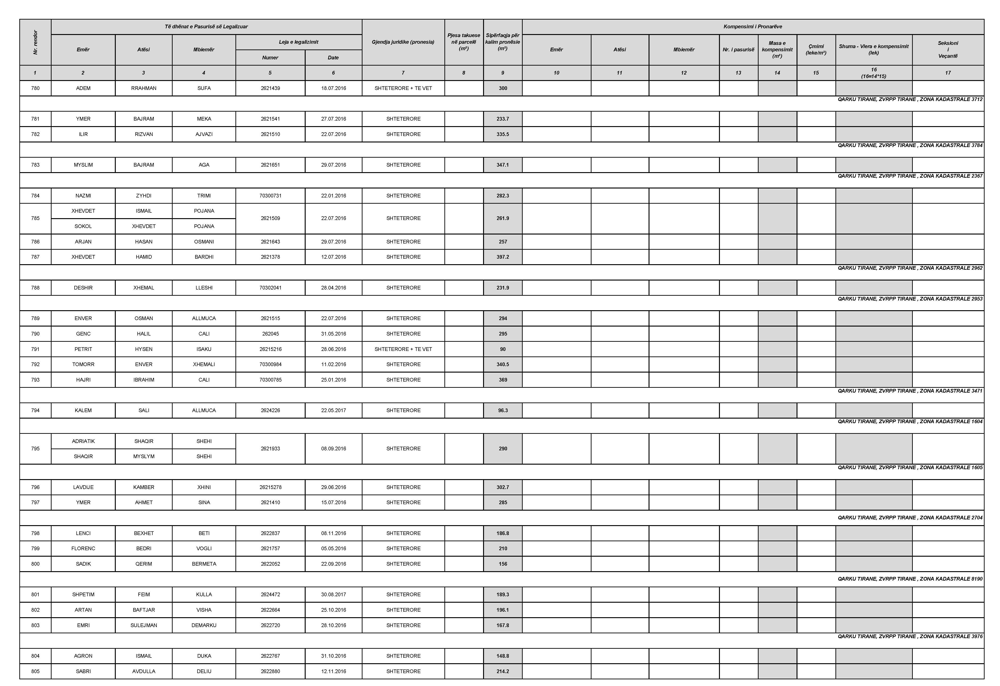 Nr. rendor
Të dhënat e Pasurisë së Legalizuar
Gjendja juridike (pronesia)
Pjesa takuese
në parcelë
(m²)
Sipërfaqja për
kalim pronësie
(m²)
Kompensimi i Pronarëve
Emër
Atësi
Mbiemër
Leja e legalizimit
Numer
Date
Emër
Atësi
Mbiemër
Nr. i pasurisë
Masa e
kompensimit
(m²)
Çmimi
(leke/m²)
Shuma - Vlera e kompensimit
(lek)
Seksioni
i
Veçantë
1 2 3 4 5 6 7 8 9 10 11 12 13 14 15 16 17
(16=14*15)
780 ADEM RRAHMAN SUFA 2621439 18.07.2016 SHTETERORE + TE VET 300
QARKU TIRANE, ZVRPP TIRANE , ZONA KADASTRALE 3712
781 YMER BAJRAM MEKA 2621541 27.07.2016 SHTETERORE 233.7
782 ILIR RIZVAN AJVAZI 2621510 22.07.2016 SHTETERORE 335.5
QARKU TIRANE, ZVRPP TIRANE , ZONA KADASTRALE 3784
783 MYSLIM BAJRAM AGA 2621651 29.07.2016 SHTETERORE 347.1
QARKU TIRANE, ZVRPP TIRANE , ZONA KADASTRALE 2367
784 NAZMI ZYHDI TRIMI 70300731 22.01.2016 SHTETERORE 282.3
XHEVDET ISMAIL POJANA
785 2621509 22.07.2016 SHTETERORE 261.9
SOKOL XHEVDET POJANA
786 ARJAN HASAN OSMANI 2621643 29.07.2016 SHTETERORE 257
787 XHEVDET HAMID BARDHI 2621378 12.07.2016 SHTETERORE 397.2
QARKU TIRANE, ZVRPP TIRANE , ZONA KADASTRALE 2962
788 DESHIR XHEMAL LLESHI 70302041 28.04.2016 SHTETERORE 231.9
QARKU TIRANE, ZVRPP TIRANE , ZONA KADASTRALE 2953
789 ENVER OSMAN ALLMUCA 2621515 22.07.2016 SHTETERORE 294
790 GENC HALIL CALI 262045 31.05.2016 SHTETERORE 295
791 PETRIT HYSEN ISAKU 26215216 28.06.2016 SHTETERORE + TE VET 90
792 TOMORR ENVER XHEMALI 70300984 11.02.2016 SHTETERORE 340.5
793 HAJRI IBRAHIM CALI 70300785 25.01.2016 SHTETERORE 369
QARKU TIRANE, ZVRPP TIRANE , ZONA KADASTRALE 3471
794 KALEM SALI ALLMUCA 2624226 22.05.2017 SHTETERORE 96.3
QARKU TIRANE, ZVRPP TIRANE , ZONA KADASTRALE 1604
ADRIATIK SHAQIR SHEHI
795 2621933 08.09.2016 SHTETERORE 290
SHAQIR MYSLYM SHEHI
QARKU TIRANE, ZVRPP TIRANE , ZONA KADASTRALE 1605
796 LAVDIJE KAMBER XHINI 26215278 29.06.2016 SHTETERORE 302.7
797 YMER AHMET SINA 2621410 15.07.2016 SHTETERORE 285
QARKU TIRANE, ZVRPP TIRANE , ZONA KADASTRALE 2704
798 LENCI BEXHET BETI 2622837 08.11.2016 SHTETERORE 186.8
799 FLORENC BEDRI VOGLI 2621757 05.05.2016 SHTETERORE 210
800 SADIK QERIM BERMETA 2622052 22.09.2016 SHTETERORE 156
QARKU TIRANE, ZVRPP TIRANE , ZONA KADASTRALE 8190
801 SHPETIM FEIM KULLA 2624472 30.08.2017 SHTETERORE 189.3
802 ARTAN BAFTJAR VISHA 2622664 25.10.2016 SHTETERORE 196.1
803 EMRI SULEJMAN DEMARKU 2622720 28.10.2016 SHTETERORE 167.8
QARKU TIRANE, ZVRPP TIRANE , ZONA KADASTRALE 3976
804 AGRON ISMAIL DUKA 2622767 31.10.2016 SHTETERORE 148.8
805 SABRI AVDULLA DELIU 2622880 12.11.2016 SHTETERORE 214.2